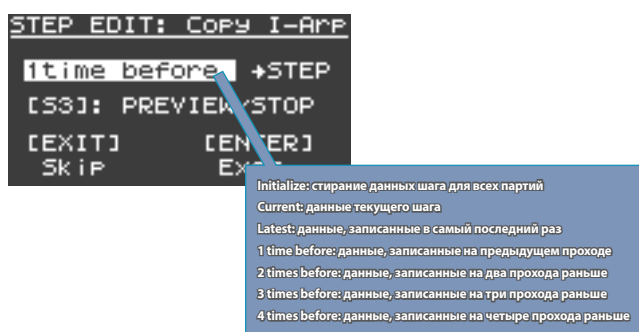 STEP EDIT: Copy I-Arp
1time before →STEP
[S3]: PREVIEW/STOP
[EXIT] [ENTER]
Skip Exec
Initialize: стирание данных шага для всех партий
Current: данные текущего шага
Latest: данные, записанные в самый последний раз
1 time before: данные, записанные на предыдущем проходе
2 times before: данные, записанные на два прохода раньше
3 times before: данные, записанные на три прохода раньше
4 times before: данные, записанные на четыре прохода раньше